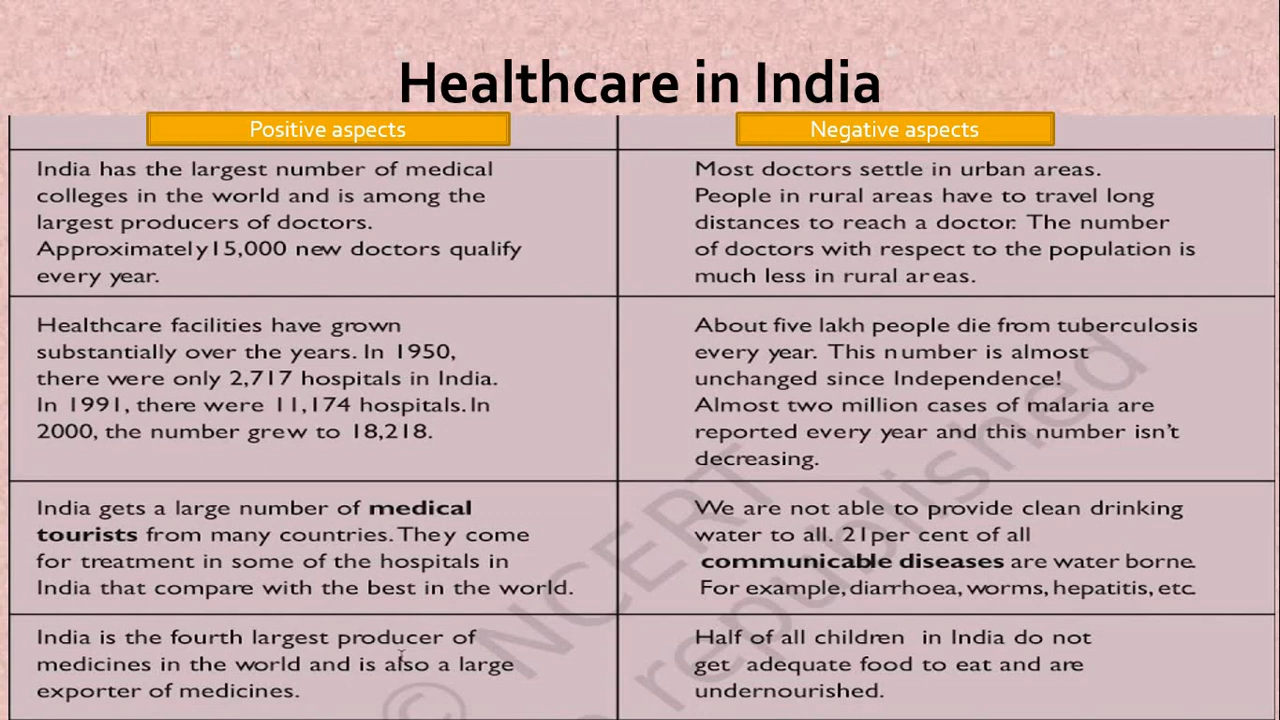 Healthcare in India
Positive aspects
Negative aspects
India has the largest number of medical
colleges in the world and is among the
largest producers of doctors.
Approximately15,000 new doctors qualify
every year.
Most doctors settle in urban areas.
People in rural areas have to travel long
distances to reach a doctor. The number
of doctors with respect to the population is
much less in rural areas.
Healthcare facilities have grown
substantially over the years. In 1950,
there were only 2,717 hospitals in India.
In 1991, there were 11,174 hospitals. In
2000, the number grew to 18,218.
About five lakh people die from tuberculosis
every year. This number is almost
unchanged since Independence!
Almost two million cases of malaria are
reported every year and this number isn't
decreasing.
India gets a large number of medical
tourists from many countries. They come
for treatment in some of the hospitals in
India that compare with the best in the world.
We are not able to provide clean drinking
water to all. 21per cent of all
communicable diseases are water borne.
For example, diarrhoea, worms, hepatitis, etc.
India is the fourth largest producer of
medicines in the world and is also a large
exporter of medicines.
Half of all children in India do not
get adequate food to eat and are
undernourished.
© NCERT
republished